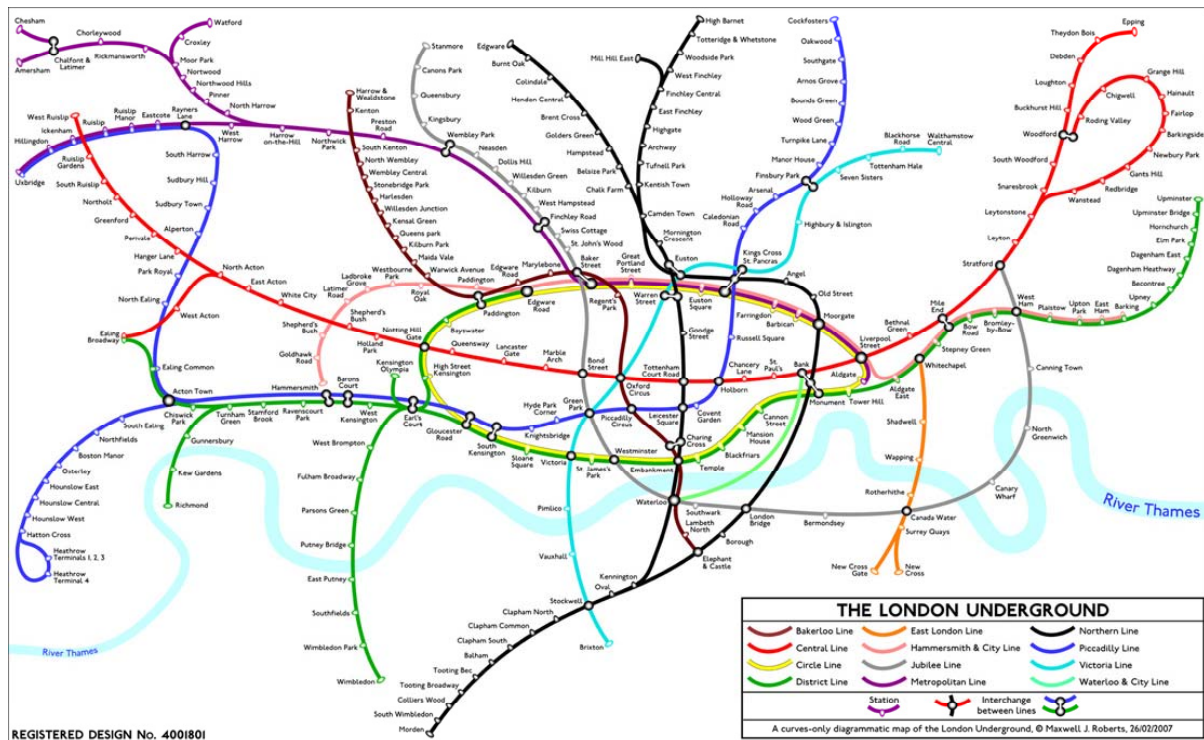 Chesham
Chorleywood
Watford
Croxley
Rickmansworth
Amersham
Chalfont &
Latimer
Moor Park
Nortwood
Northwood Hills
Pinner
North Harrow
West Ruislip
Hillingdon
Ickenham
Ruislip
Ruislip
Manor
Eastcote
Rayners
Lane
West
Harrow
Harrow
on-the-Hill
Northwick
Park
Preston
Road
Uxbridge
Ruislip
Gardens
South Ruislip
Northolt
Greenford
Perivale
Hanger Lane
Park Royal
North Ealing
South Harrow
Sudbury Hill
Sudbury Town
Alperton
North Acton
East Acton
White City
West Acton
Ealing
Broadway
Ealing Common
Acton Town
South Ealing
Northfields
Boston Manor
Osterley
Hounslow East
Hounslow Central
Hounslow West
Hatton Cross
Heathrow
Terminals 1, 2, 3
Heathrow
Terminal 4
Harrow &
Wealdstone
Kenton
South Kenton
North Wembley
Wembley Central
Stonebridge Park
Harlesden
Willesden Junction
Kensal Green
Queens park
Kilburn Park
Maida Vale
Warwick Avenue
Paddington
Edgware
Road
Marylebone
Baker
Street
Stanmore
Canons Park
Queensbury
Kingsbury
Wembley Park
Neasden
Dollis Hill
Willesden Green
Kilburn
West Hampstead
Finchley Road
Swiss Cottage
St. John's Wood
Edgware
Burnt Oak
Colindale
Hendon Central
Brent Cross
Golders Green
Hampstead
Belsize Park
Chalk Farm
Camden Town
Mornington
Crescent
Euston
Mill Hill East
High Barnet
Totteridge & Whetstone
Woodside Park
West Finchley
Finchley Central
East Finchley
Highgate
Archway
Tufnell Park
Kentish Town
Cockfosters
Oakwood
Southgate
Arnos Grove
Bounds Green
Wood Green
Turnpike Lane
Manor House
Finsbury Park
Arsenal
Holloway
Road
Caledonian
Road
Kings Cross
St. Pancras
Blackhorse
Road
Walthamstow
Central
Tottenham Hale
Seven Sisters
Highbury & Islington
Epping
Theydon Bois
Debden
Loughton
Buckhurst Hill
Woodford
South Woodford
Snaresbrook
Leytonstone
Leyton
Stratford
Grange Hill
Chigwell
Hainault
Roding Valley
Fairlop
Barkingside
Newbury Park
Gants Hill
Redbridge
Wanstead
Upminster
Upminster Bridge
Hornchurch
Elm Park
Dagenham East
Dagenham Heathway
Becontree
Upney
Barking
East
Ham
Upton
Park
Plaistow
West
Ham
Bromley-
by-Bow
Bow
Road
Mile
End
Stepney Green
Whitechapel
Bethnal
Green
Liverpool
Street
Aldgate
Aldgate
East
Latimer
Road
Ladbroke
Grove
Westbourne
Park
Royal
Oak
Paddington
Edgware
Road
Shepherd's
Bush
Goldhawk
Road
Hammersmith
Shepherd's
Bush
Holland
Park
Notting Hill
Gate
Bayswater
Queensway
Lancaster
Gate
Marble
Arch
Bond
Street
Oxford
Circus
Tottenham
Court Road
Holborn
Chancery
Lane
St.
Paul's
Bank
Great
Portland
Street
Regent's
Park
Warren
Street
Euston
Square
Goodge
Street
Russell Square
Farringdon
Barbican
Moorgate
Old Street
Angel
Kensington
Olympia
High Street
Kensington
Barons
Court
West
Kensington
Earl's
Court
Gloucester
Road
South
Kensington
Knightsbridge
Hyde Park
Corner
Green
Park
Piccadilly
Circus
Leicester
Square
Covent
Garden
Charing
Cross
Chiswick
Park
Turnham
Green
Stamford
Brook
Ravenscourt
Park
Gunnersbury
Kew Gardens
Richmond
Sloane
Square
Victoria
St. James's
Park
Westminster
Embankment
Temple
Blackfriars
Mansion
House
Cannon
Street
Monument
Tower Hill
West Brompton
Fulham Broadway
Parsons Green
Putney Bridge
East Putney
Southfields
Wimbledon Park
Wimbledon
Pimlico
Vauxhall
Stockwell
Brixton
Waterloo
Southwark
Lambeth
North
Elephant
& Castle
London
Bridge
Borough
Bermondsey
Kennington
Oval
Clapham North
Clapham Common
Clapham South
Balham
Tooting Bec
Tooting Broadway
Colliers Wood
South Wimbledon
Morden
Shadwell
Wapping
Rotherhithe
Canada Water
Surrey Quays
New Cross
Gate
New
Cross
Canary
Wharf
North
Greenwich
Canning Town
River Thames
River Thames
THE LONDON UNDERGROUND
Bakerloo Line
East London Line
Northern Line
Central Line
Hammersmith & City Line
Piccadilly Line
Circle Line
Jubilee Line
Victoria Line
District Line
Metropolitan Line
Waterloo & City Line
Station
Interchange
between lines
A curves-only diagrammatic map of the London Underground, © Maxwell J. Roberts, 26/02/2007
REGISTERED DESIGN No. 4001801